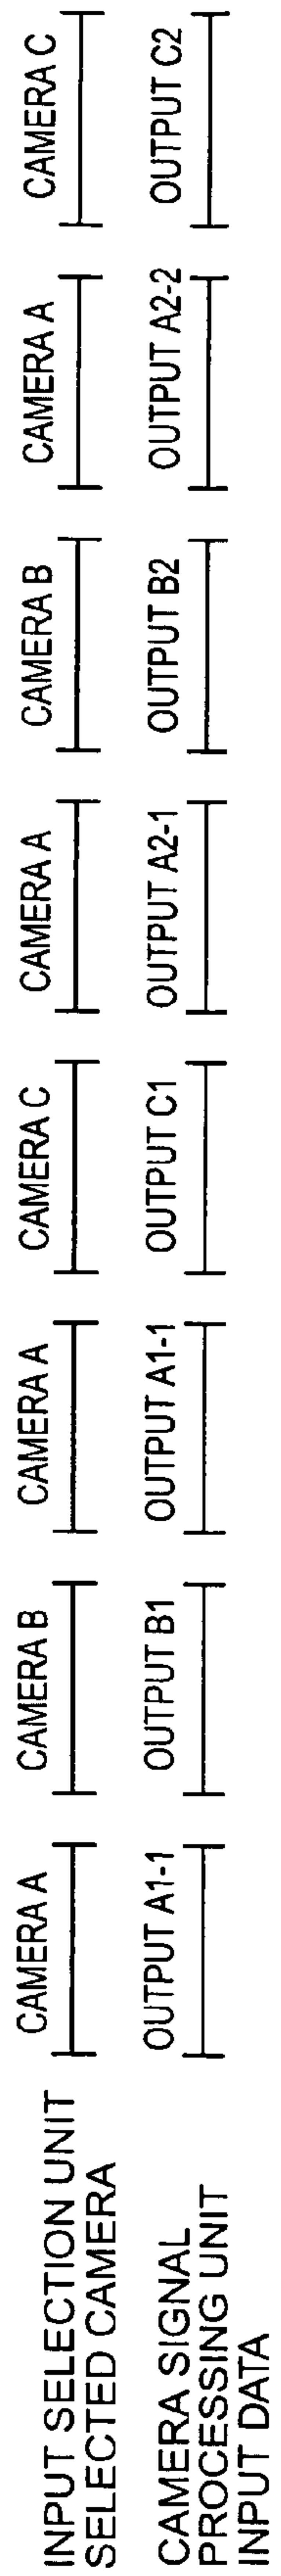 INPUT SELECTION UNIT
SELECTED CAMERA
CAMERA A
CAMERA B
CAMERA A
CAMERA C
CAMERA A
CAMERA B
CAMERA A
CAMERA C
CAMERA SIGNAL
PROCESSING UNIT
INPUT DATA
OUTPUT A1-1
OUTPUT B1
OUTPUT A1-1
OUTPUT C1
OUTPUT A2-1
OUTPUT B2
OUTPUT A2-2
OUTPUT C2